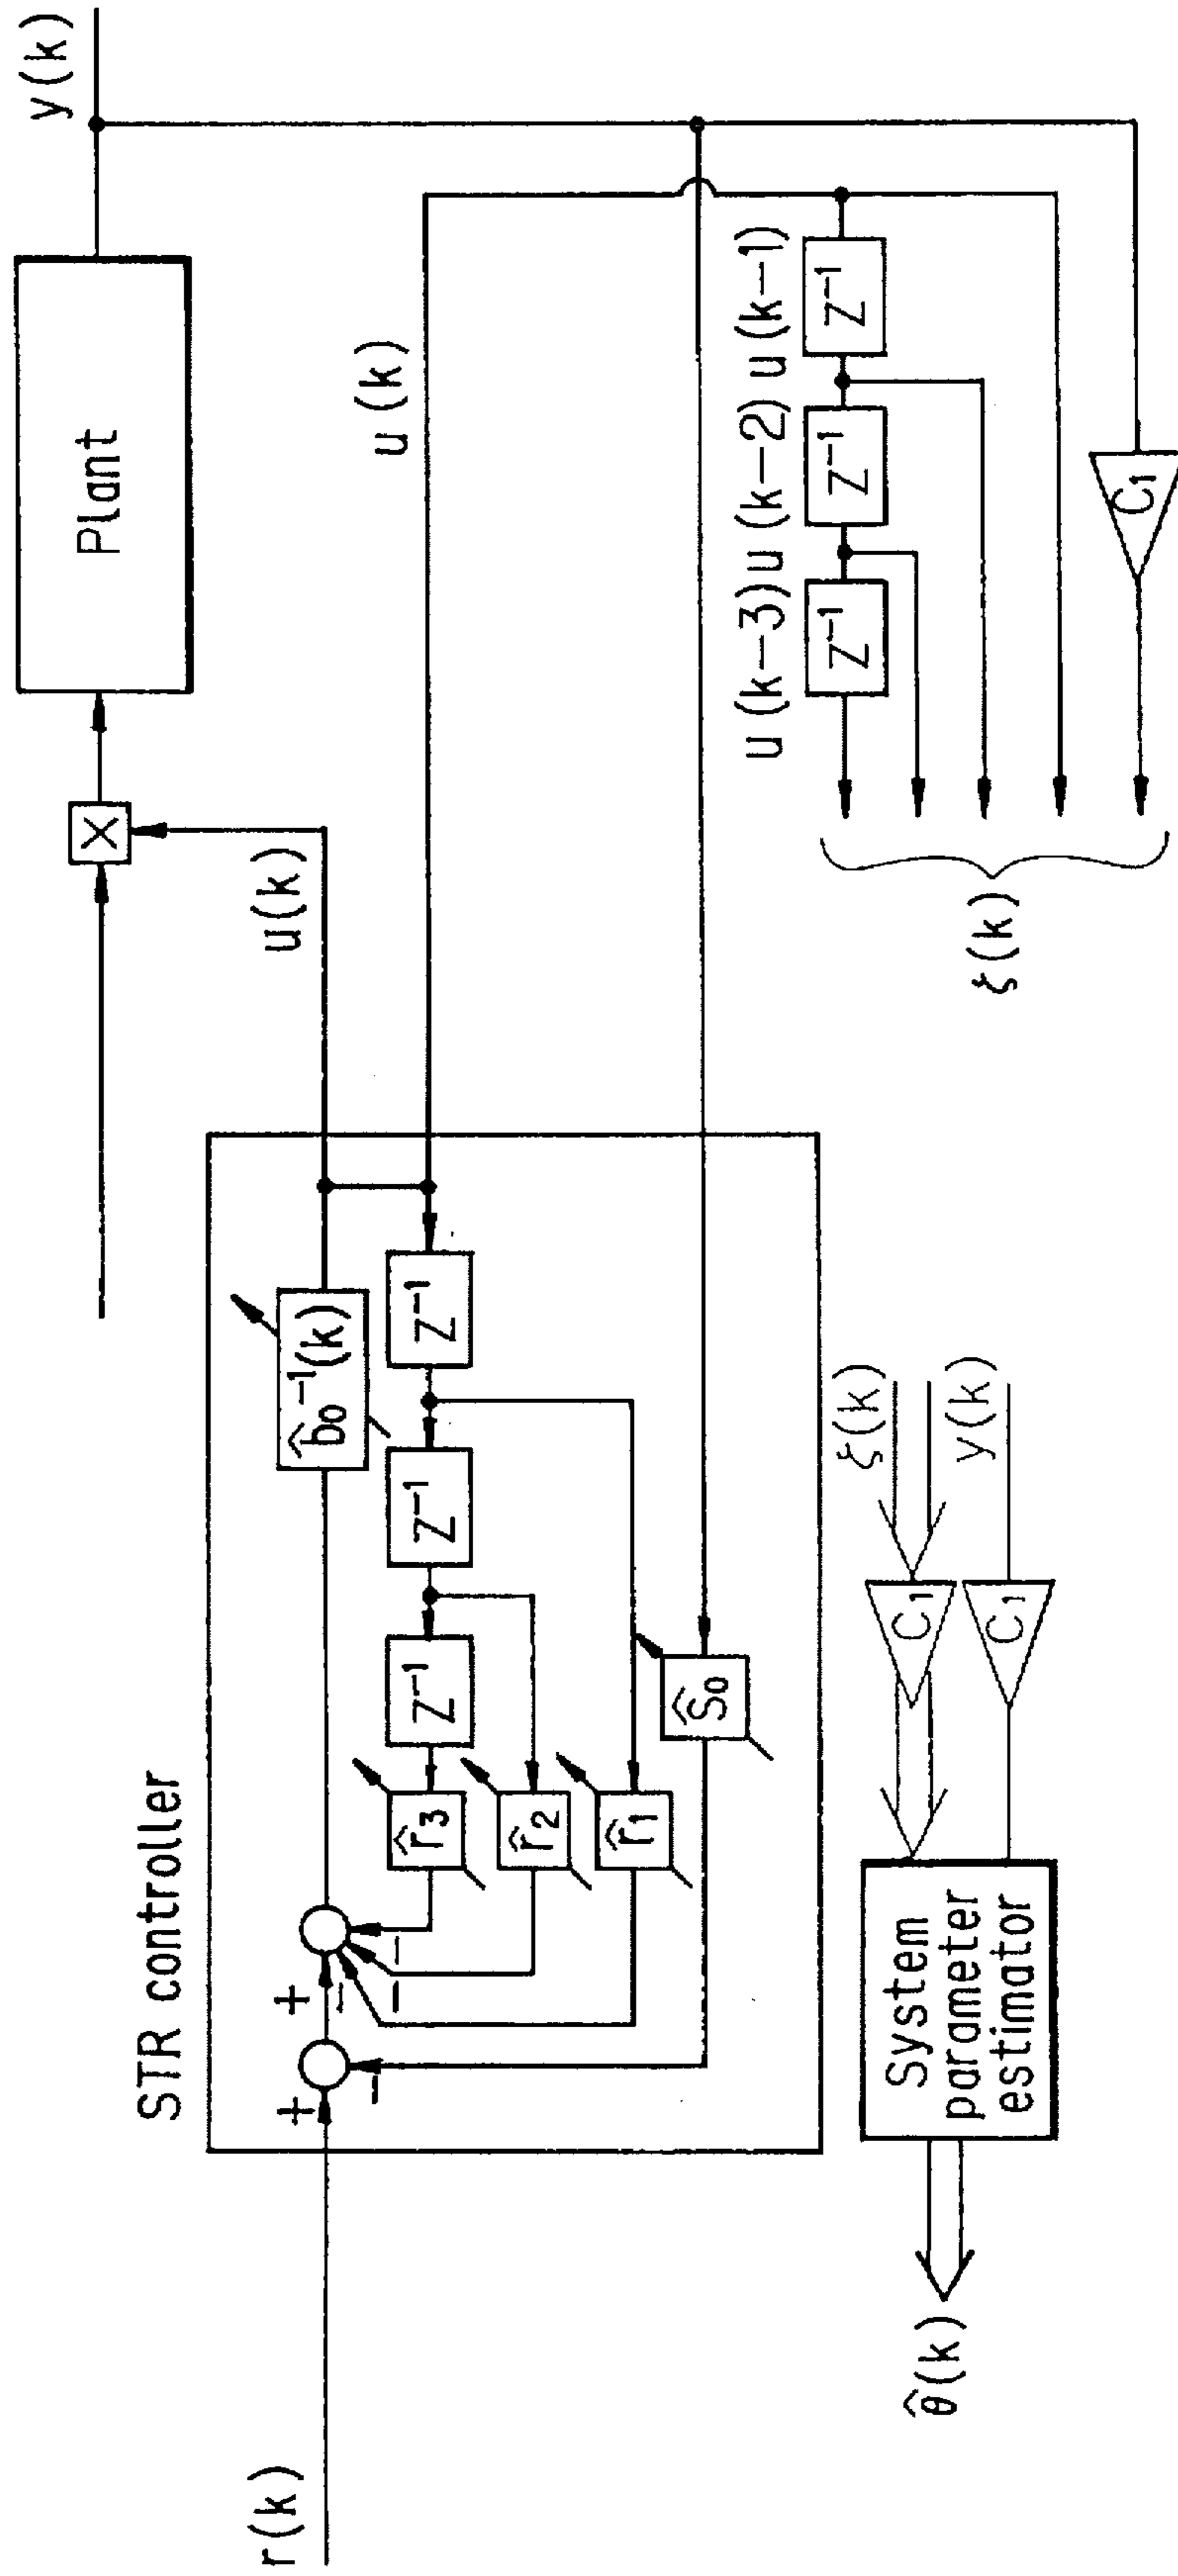 y(k)
Plant
X
u(k)
u(k)
STR controller
r(k)
+
+
−
−
−
−
b̂₀⁻¹(k)
Z⁻¹
Z⁻¹
Z⁻¹
r̂₃
r̂₂
r̂₁
Ŝ₀
u(k−3)
u(k−2)
u(k−1)
Z⁻¹
Z⁻¹
Z⁻¹
C₁
ζ(k)
ζ(k)
y(k)
C₁
C₁
System
parameter
estimator
θ̂(k)